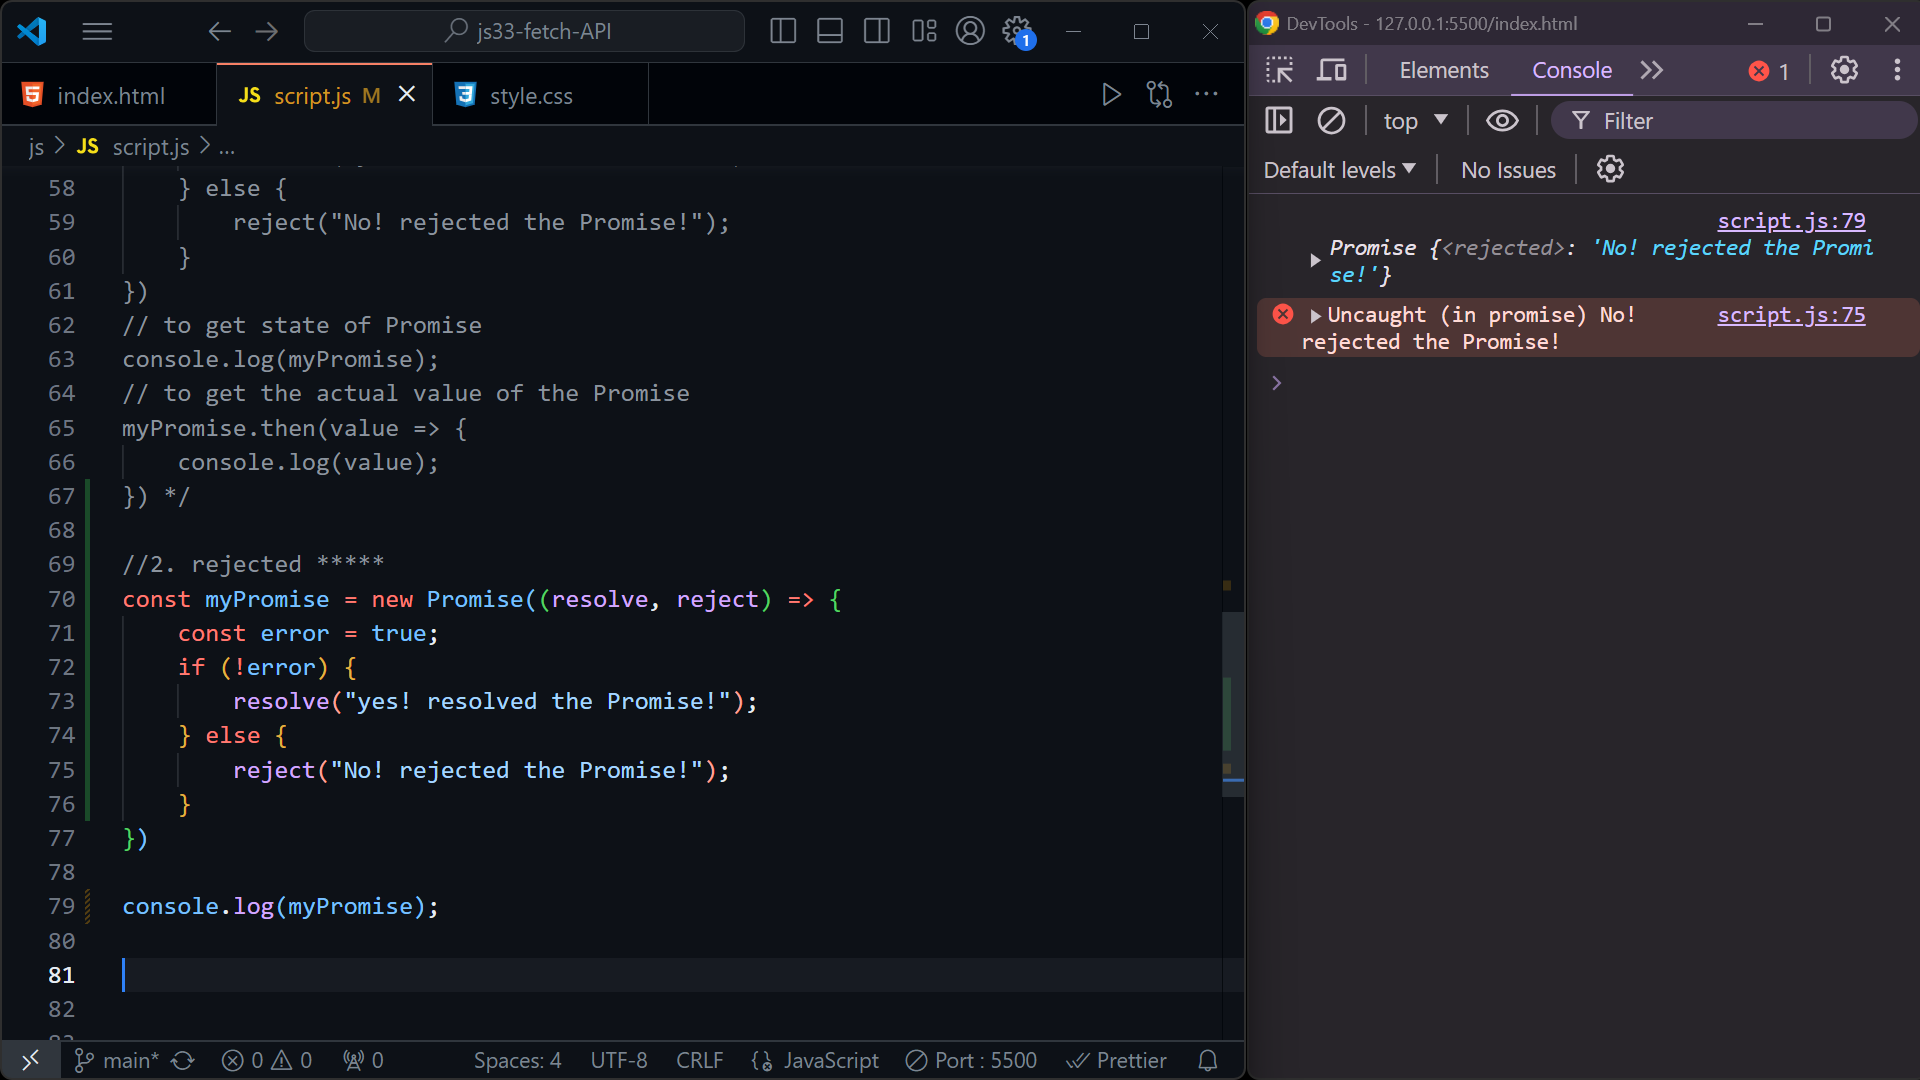 js33-fetch-API
1
index.html
JS script.js M
style.css
js > JS script.js > ...
58 } else {
59 reject("No! rejected the Promise!");
60 }
61 })
62 // to get state of Promise
63 console.log(myPromise);
64 // to get the actual value of the Promise
65 myPromise.then(value => {
66 console.log(value);
67 }) */
68
69 //2. rejected *****
70 const myPromise = new Promise((resolve, reject) => {
71 const error = true;
72 if (!error) {
73 resolve("yes! resolved the Promise!");
74 } else {
75 reject("No! rejected the Promise!");
76 }
77 })
78
79 console.log(myPromise);
80
81
82
main* 0 0 0 Spaces: 4 UTF-8 CRLF JavaScript Port : 5500 Prettier
DevTools - 127.0.0.1:5500/index.html
Elements Console 1
top Filter
Default levels No Issues
script.js:79
Promise {<rejected>: 'No! rejected the Promi
se!'}
Uncaught (in promise) No! script.js:75
rejected the Promise!